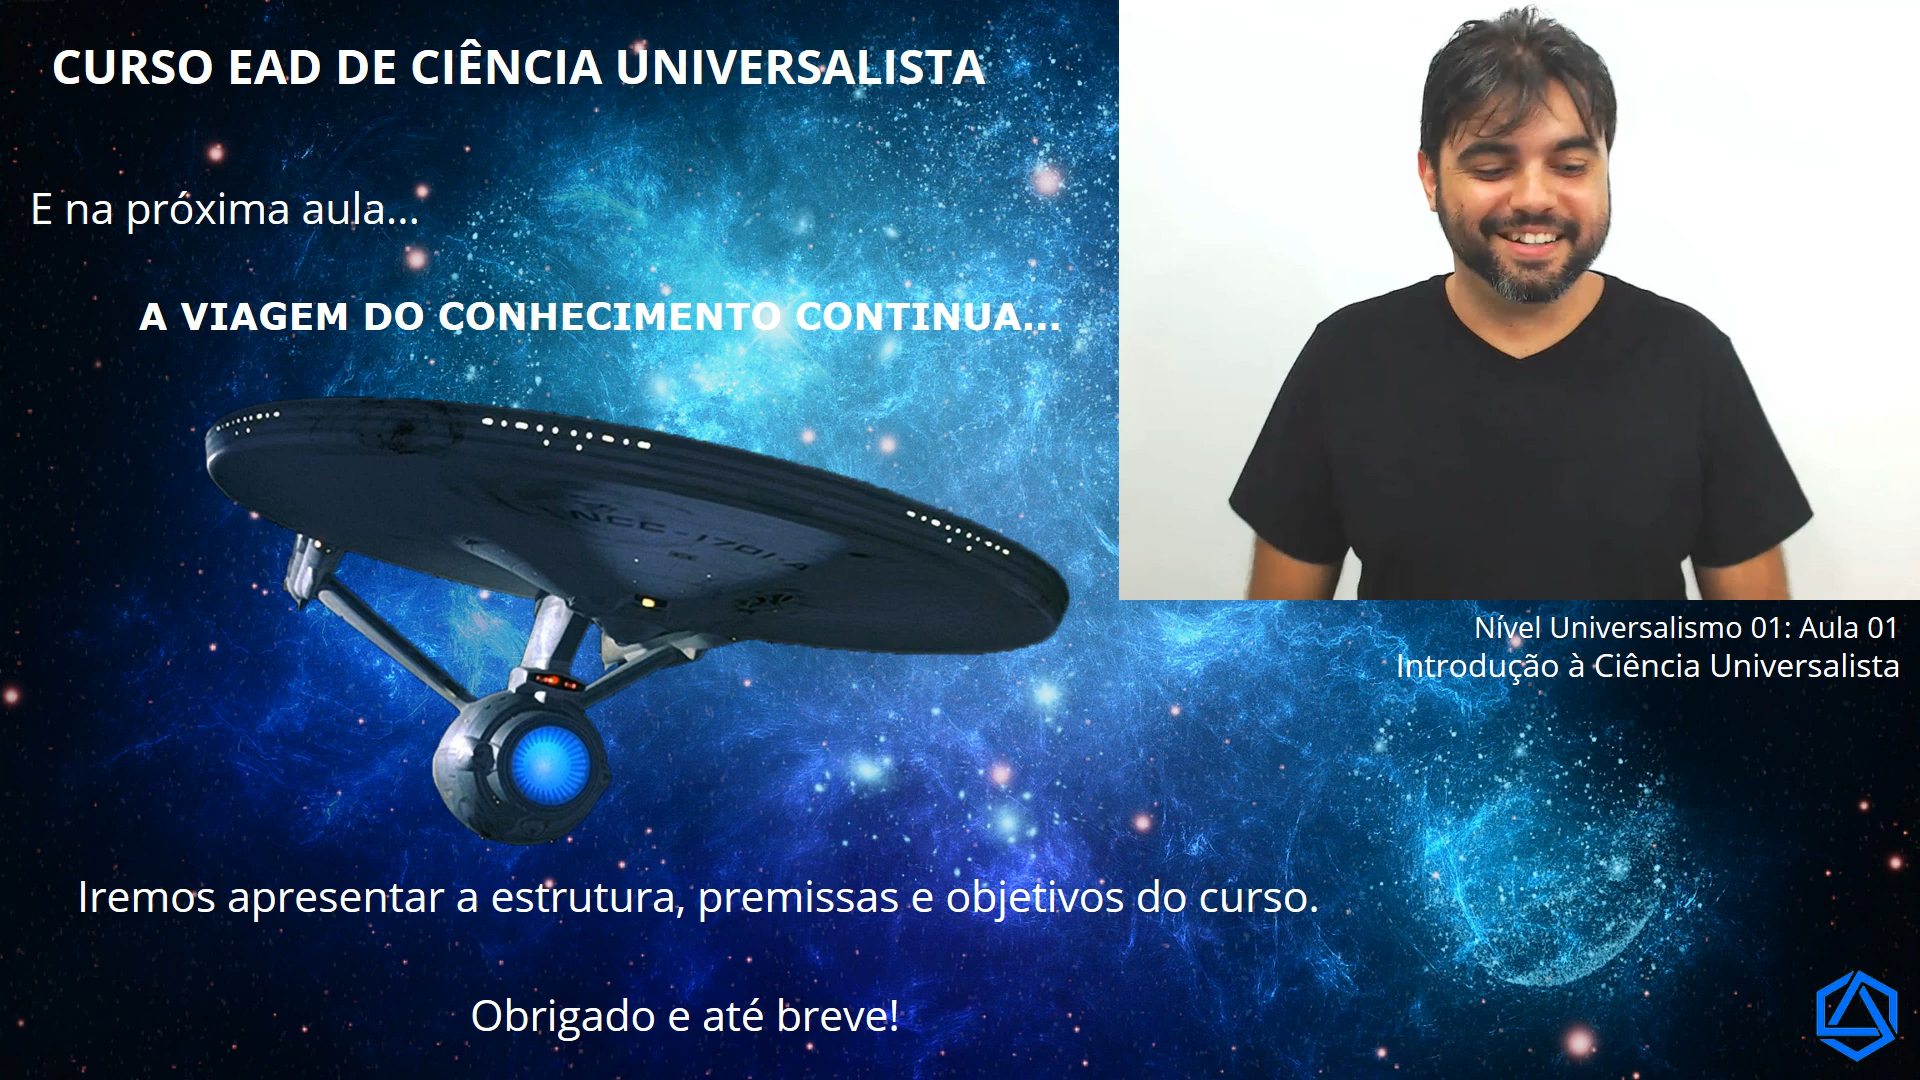 CURSO EAD DE CIÊNCIA UNIVERSALISTA
E na próxima aula...
A VIAGEM DO CONHECIMENTO CONTINUA...
NCC-1701-A
Nível Universalismo 01: Aula 01
Introdução à Ciência Universalista
Iremos apresentar a estrutura, premissas e objetivos do curso.
Obrigado e até breve!